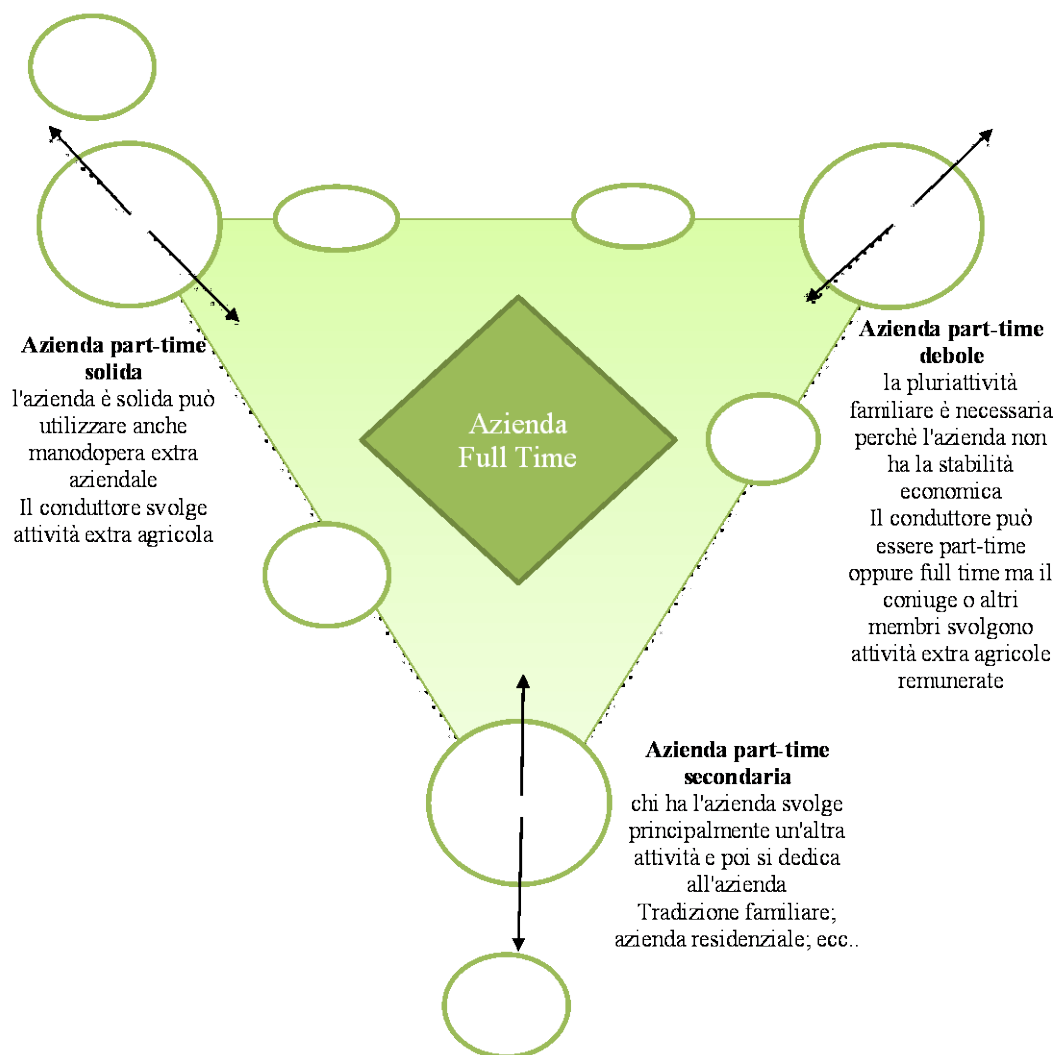 Azienda part-time
solida
l'azienda è solida può
utilizzare anche
manodopera extra
aziendale
Il conduttore svolge
attività extra agricola
Azienda
Full Time
Azienda part-time
debole
la pluriattività
familiare è necessaria
perchè l'azienda non
ha la stabilità
economica
Il conduttore può
essere part-time
oppure full time ma il
coniuge o altri
membri svolgono
attività extra agricole
remunerate
Azienda part-time
secondaria
chi ha l'azienda svolge
principalmente un'altra
attività e poi si dedica
all'azienda
Tradizione familiare;
azienda residenziale; ecc..